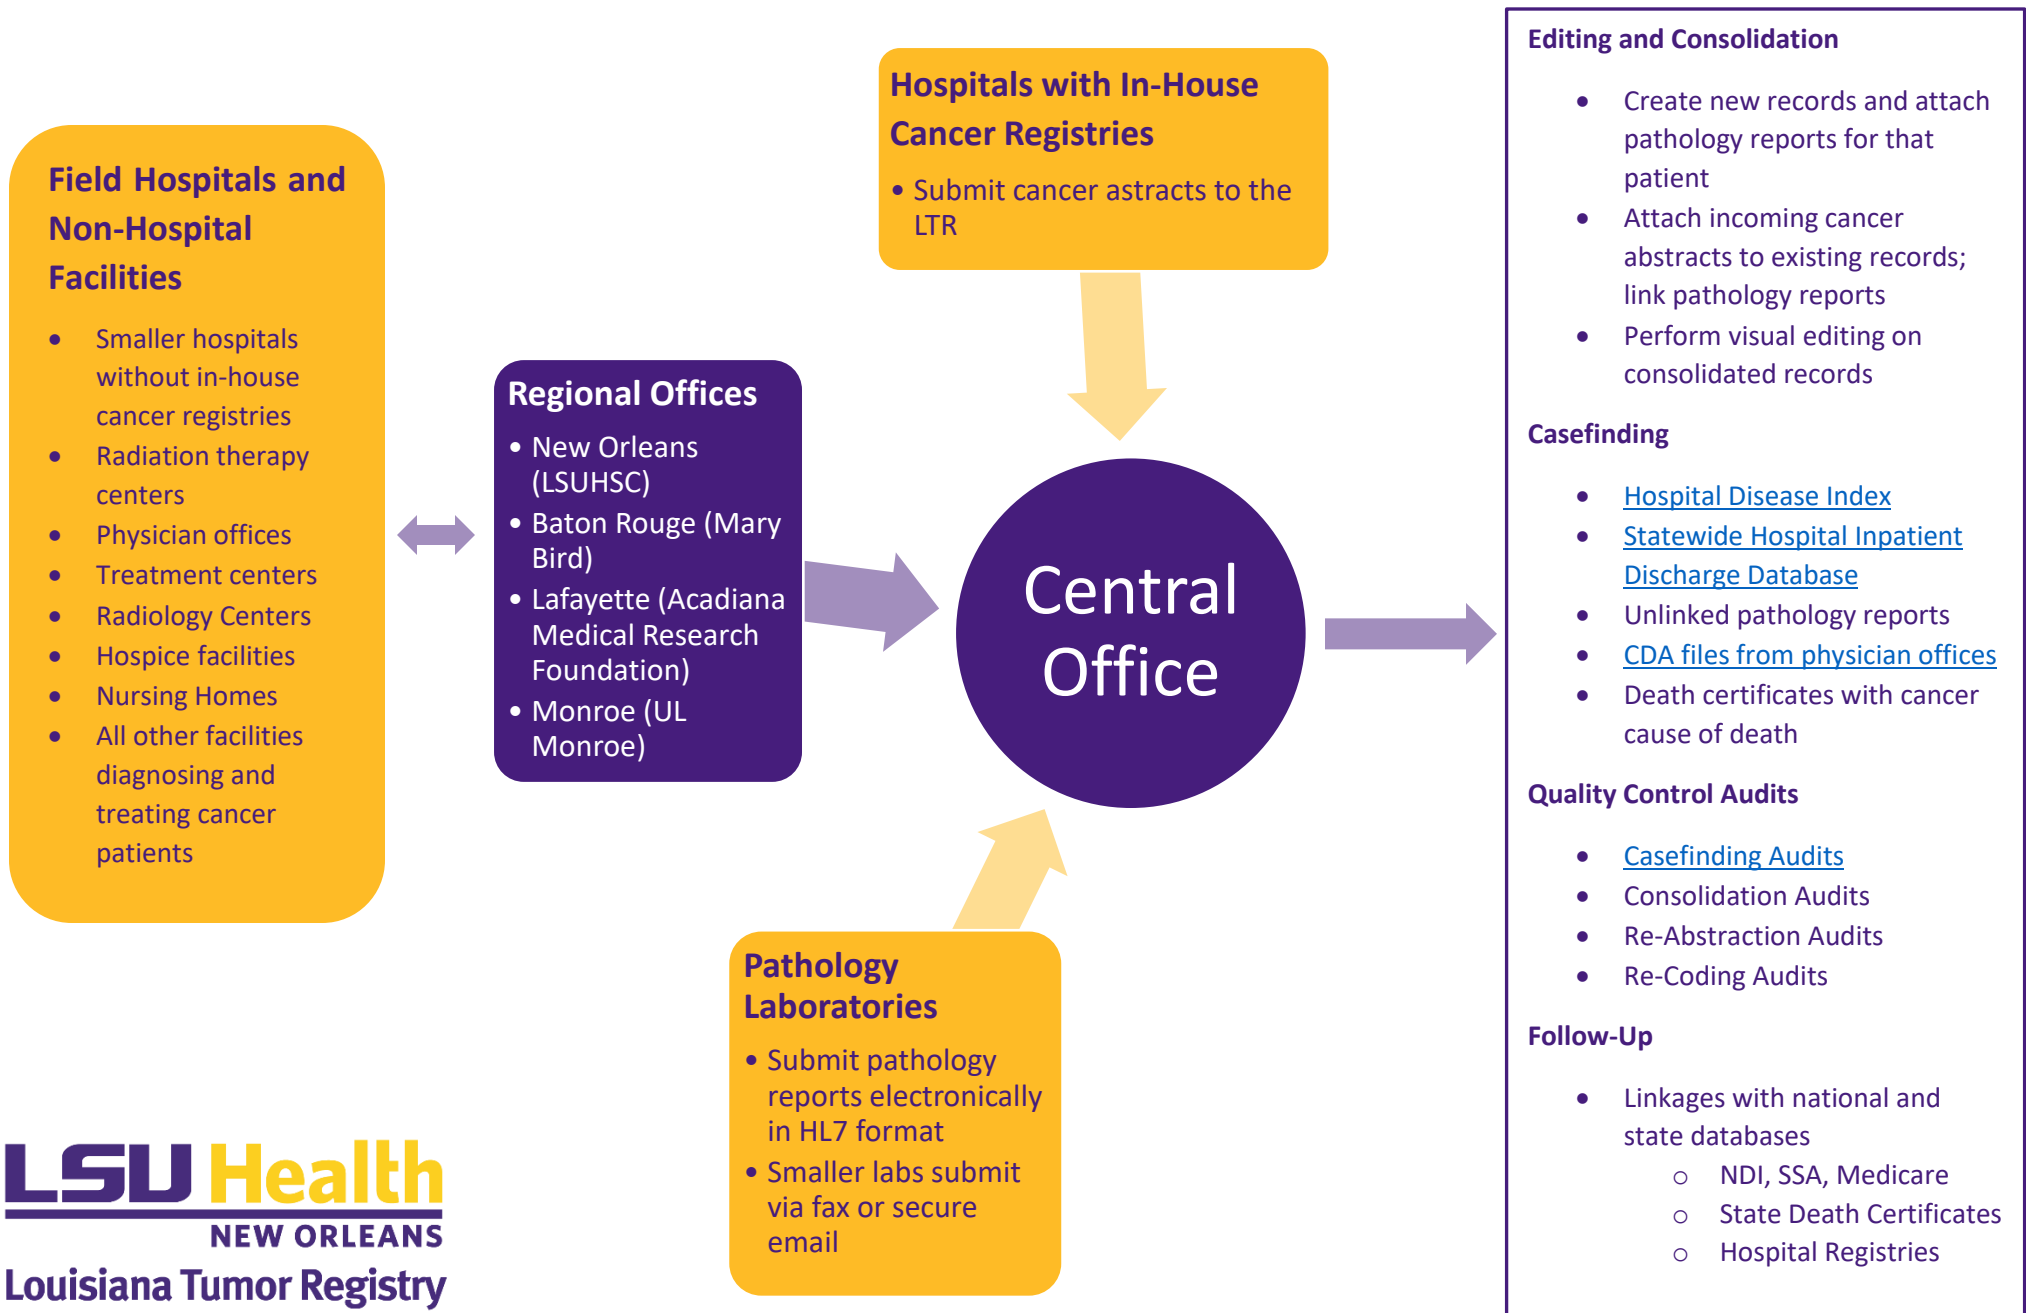 Field Hospitals and
Non-Hospital
Facilities
• Smaller hospitals
without in-house
cancer registries
• Radiation therapy
centers
• Physician offices
• Treatment centers
• Radiology Centers
• Hospice facilities
• Nursing Homes
• All other facilities
diagnosing and
treating cancer
patients
Regional Offices
• New Orleans
(LSUHSC)
• Baton Rouge (Mary
Bird)
• Lafayette (Acadiana
Medical Research
Foundation)
• Monroe (UL
Monroe)
Hospitals with In-House
Cancer Registries
• Submit cancer astracts to the
LTR
Central
Office
Pathology
Laboratories
• Submit pathology
reports electronically
in HL7 format
• Smaller labs submit
via fax or secure
email
Editing and Consolidation
• Create new records and attach
pathology reports for that
patient
• Attach incoming cancer
abstracts to existing records;
link pathology reports
• Perform visual editing on
consolidated records
Casefinding
• Hospital Disease Index
• Statewide Hospital Inpatient
Discharge Database
• Unlinked pathology reports
• CDA files from physician offices
• Death certificates with cancer
cause of death
Quality Control Audits
• Casefinding Audits
• Consolidation Audits
• Re-Abstraction Audits
• Re-Coding Audits
Follow-Up
• Linkages with national and
state databases
o NDI, SSA, Medicare
o State Death Certificates
o Hospital Registries
LSU Health
NEW ORLEANS
Louisiana Tumor Registry